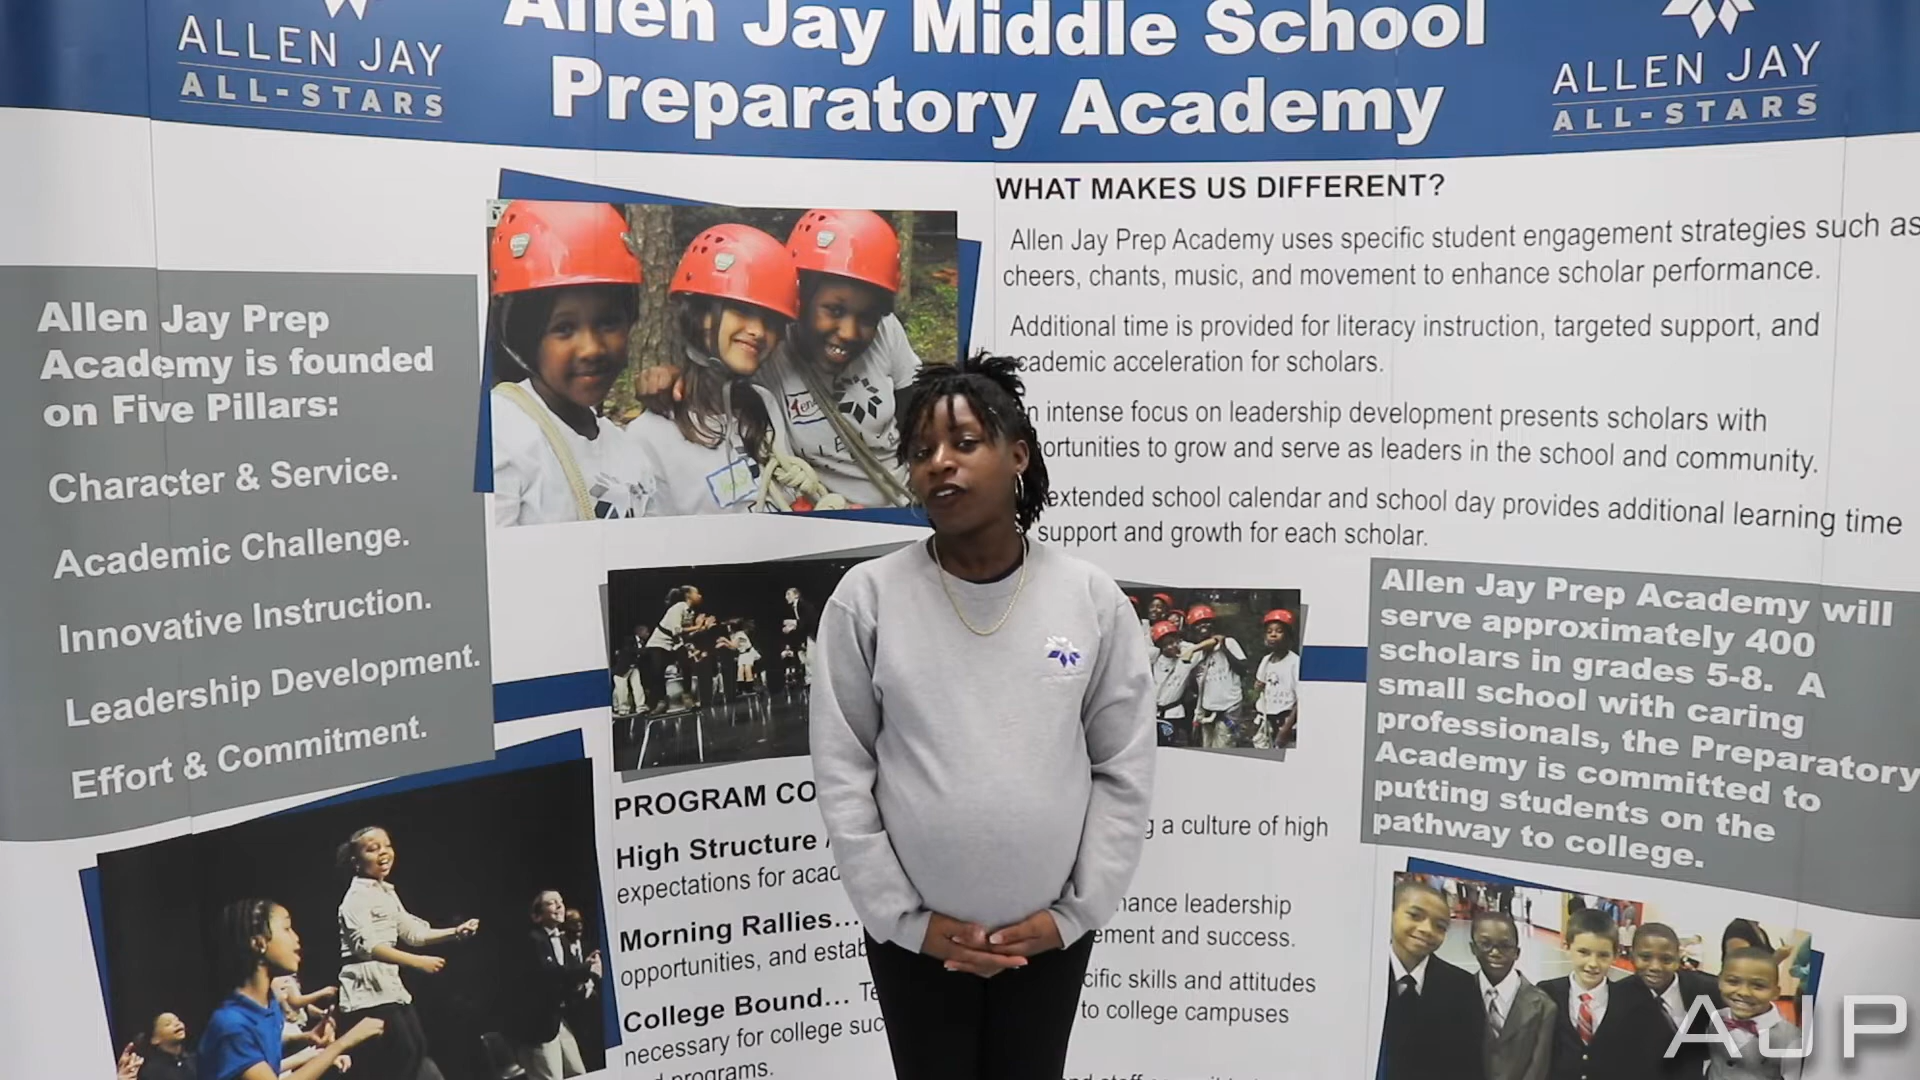 ALLEN JAY
ALL-STARS
Allen Jay Middle School
Preparatory Academy
ALLEN JAY
ALL-STARS
Allen Jay Prep
Academy is founded
on Five Pillars:
Character & Service.
Academic Challenge.
Innovative Instruction.
Leadership Development.
Effort & Commitment.
WHAT MAKES US DIFFERENT?
Allen Jay Prep Academy uses specific student engagement strategies such as
cheers, chants, music, and movement to enhance scholar performance.
Additional time is provided for literacy instruction, targeted support, and
academic acceleration for scholars.
intense focus on leadership development presents scholars with
to grow and serve as leaders in the school and community.
extended school calendar and school day provides additional learning time
support and growth for each scholar.
Allen Jay Prep Academy will
serve approximately 400
scholars in grades 5-8. A
small school with caring
professionals, the Preparatory
Academy is committed to
putting students on the
pathway to college.
PROGRAM
High Structure a culture of high
expectations for
Morning Rallies... leadership
opportunities, and and success.
College Bound... skills and attitudes
necessary for college to college campuses
programs.
AJP